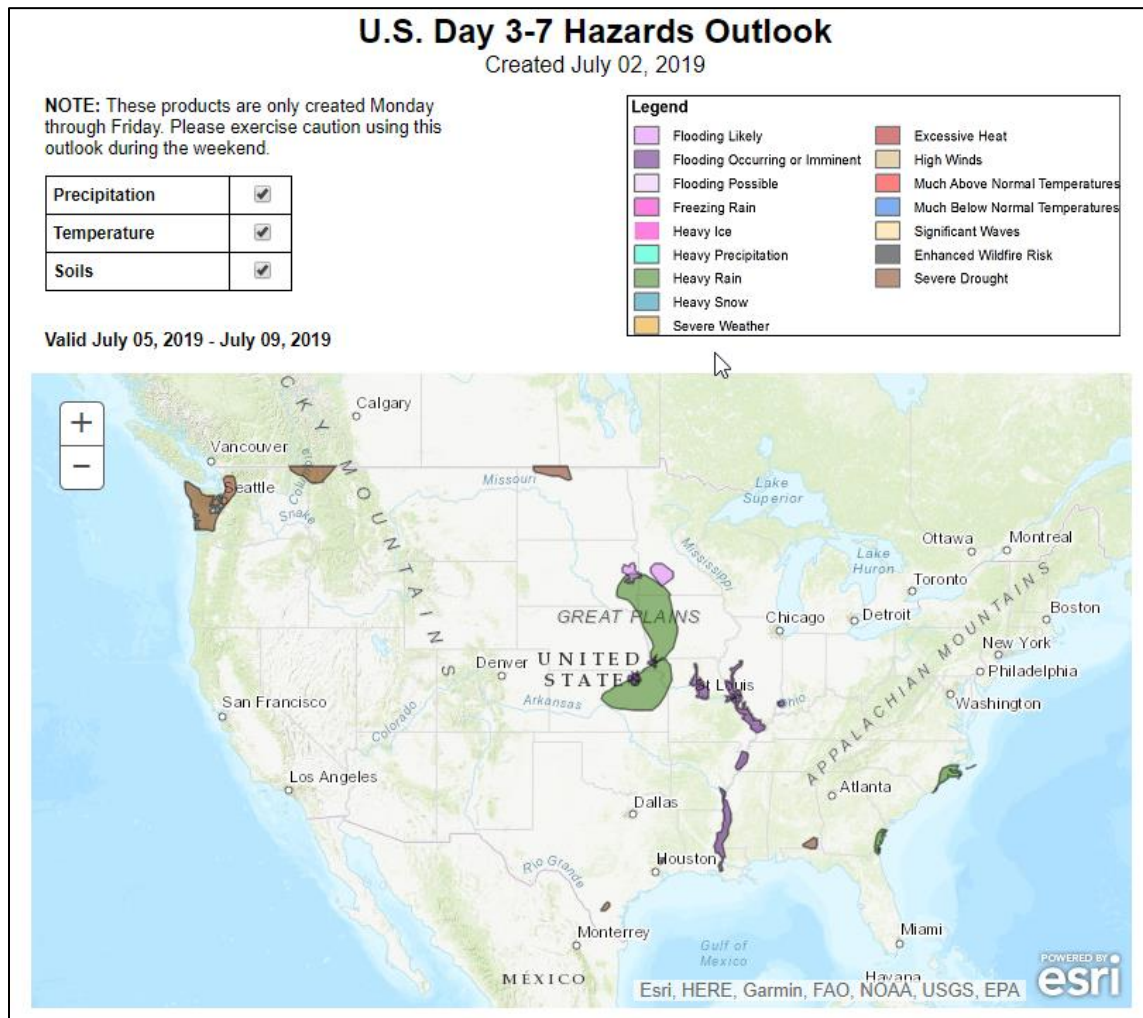 U.S. Day 3-7 Hazards Outlook
Created July 02, 2019
NOTE: These products are only created Monday
through Friday. Please exercise caution using this
outlook during the weekend.
Precipitation
Temperature
Soils
Valid July 05, 2019 - July 09, 2019
Legend
Flooding Likely
Flooding Occurring or Imminent
Flooding Possible
Freezing Rain
Heavy Ice
Heavy Precipitation
Heavy Rain
Heavy Snow
Severe Weather
Excessive Heat
High Winds
Much Above Normal Temperatures
Much Below Normal Temperatures
Significant Waves
Enhanced Wildfire Risk
Severe Drought
+
−
CKY MOUNTAINS
Calgary
Vancouver
Seattle
Snake
Missouri
Lake
Superior
Mississippi
Ottawa
Montreal
Lake
Huron
Toronto
Boston
Chicago
Detroit
New York
Philadelphia
Washington
APPALACHIAN MOUNTAINS
GREAT PLAINS
Denver
UNITED
STATES
St Louis
Ohio
San Francisco
Colorado
Arkansas
Los Angeles
Dallas
Atlanta
Houston
Rio Grande
Monterrey
Miami
Gulf of
Mexico
Havana
MÉXICO
Esri, HERE, Garmin, FAO, NOAA, USGS, EPA
POWERED BY
esri